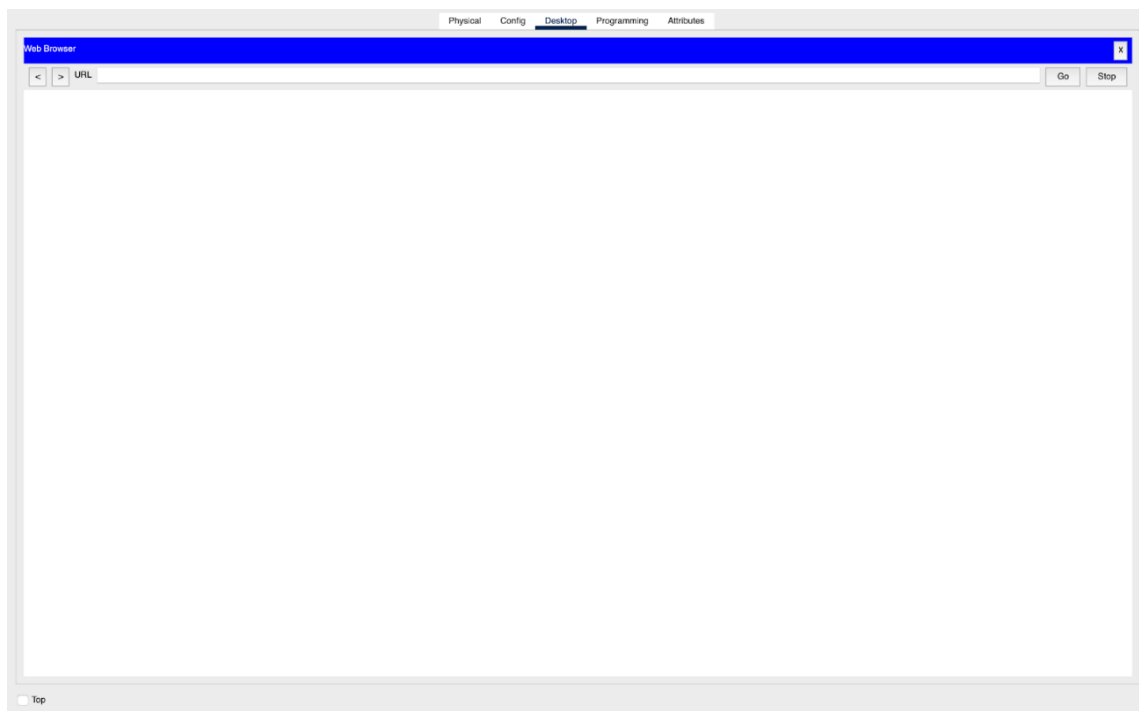 Physical Config Desktop Programming Attributes
Web Browser X
< > URL Go Stop
Top